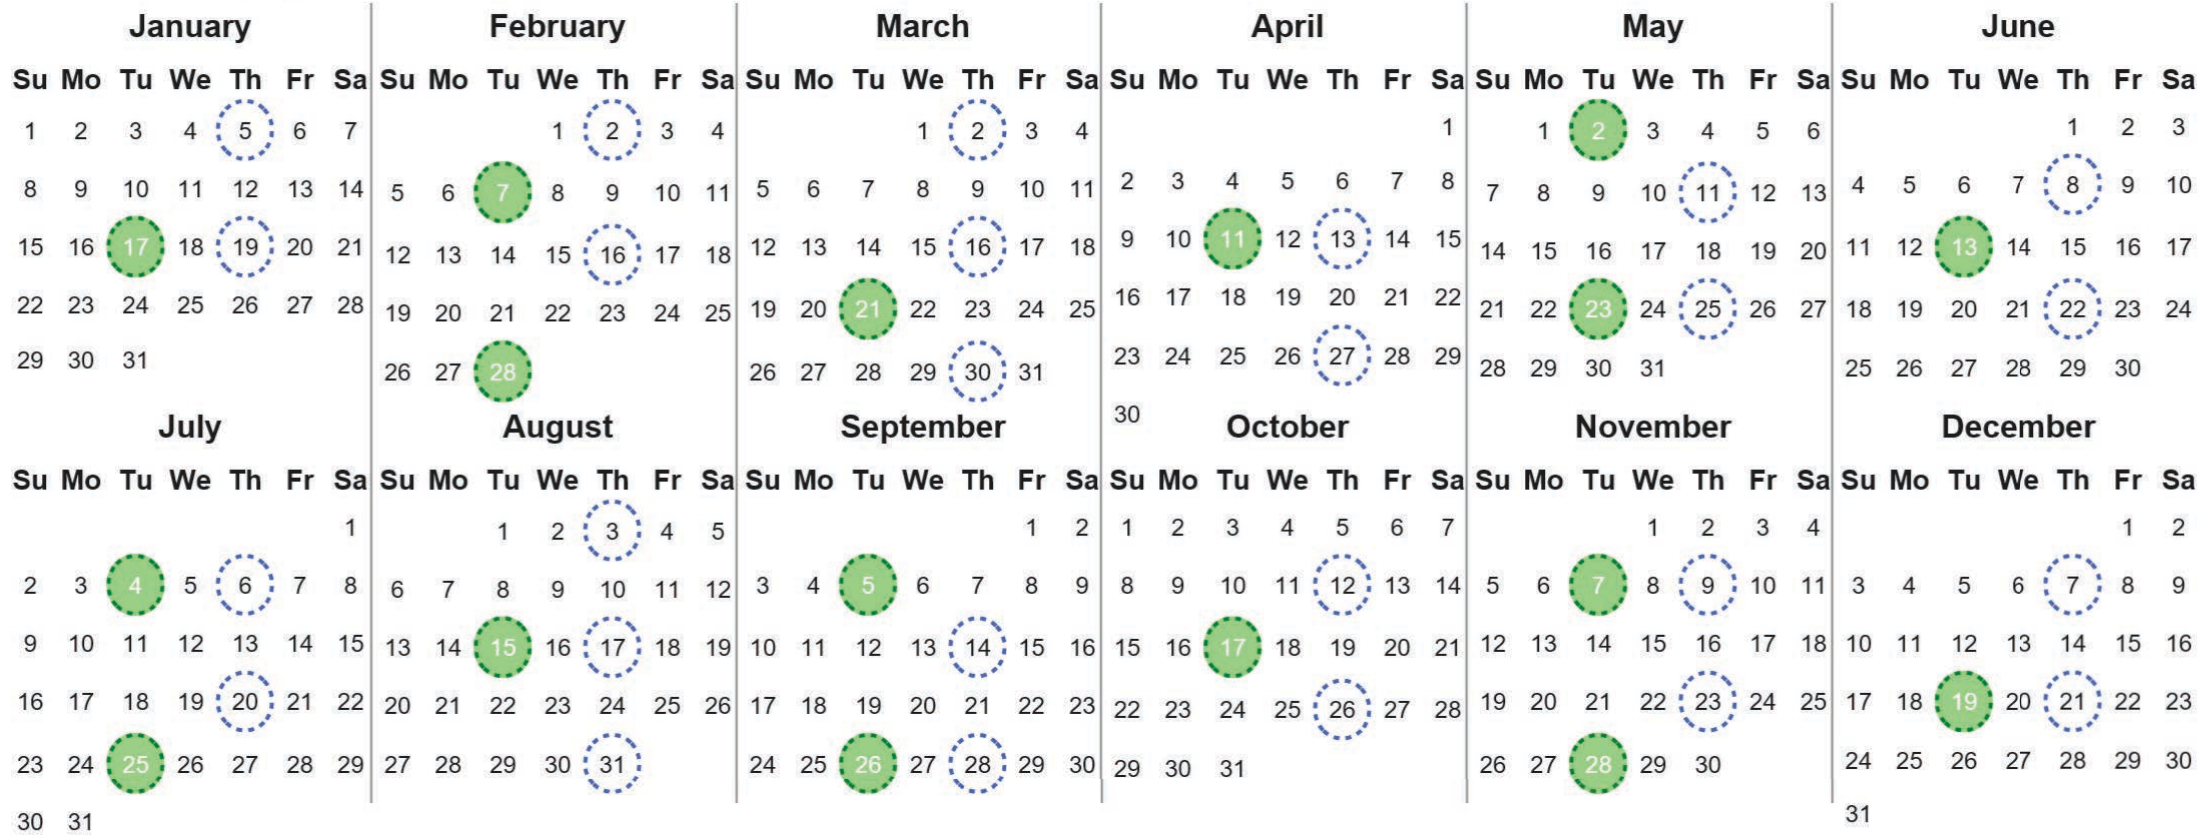 January February March April May June
Su Mo Tu We Th Fr Sa Su Mo Tu We Th Fr Sa Su Mo Tu We Th Fr Sa Su Mo Tu We Th Fr Sa Su Mo Tu We Th Fr Sa Su Mo Tu We Th Fr Sa
1 2 3 4 5 6 7 1 2 3 4 1 2 3 4 1 1 2 3 4 5 6 1 2 3
8 9 10 11 12 13 14 5 6 7 8 9 10 11 5 6 7 8 9 10 11 2 3 4 5 6 7 8 7 8 9 10 11 12 13 4 5 6 7 8 9 10
15 16 17 18 19 20 21 12 13 14 15 16 17 18 12 13 14 15 16 17 18 9 10 11 12 13 14 15 14 15 16 17 18 19 20 11 12 13 14 15 16 17
22 23 24 25 26 27 28 19 20 21 22 23 24 25 19 20 21 22 23 24 25 16 17 18 19 20 21 22 21 22 23 24 25 26 27 18 19 20 21 22 23 24
29 30 31 26 27 28 26 27 28 29 30 31 23 24 25 26 27 28 29 28 29 30 31 25 26 27 28 29 30
30
July August September October November December
Su Mo Tu We Th Fr Sa Su Mo Tu We Th Fr Sa Su Mo Tu We Th Fr Sa Su Mo Tu We Th Fr Sa Su Mo Tu We Th Fr Sa Su Mo Tu We Th Fr Sa
1 1 2 3 4 5 1 2 1 2 3 4 5 6 7 1 2 3 4 1 2
2 3 4 5 6 7 8 6 7 8 9 10 11 12 3 4 5 6 7 8 9 8 9 10 11 12 13 14 5 6 7 8 9 10 11 3 4 5 6 7 8 9
9 10 11 12 13 14 15 13 14 15 16 17 18 19 10 11 12 13 14 15 16 15 16 17 18 19 20 21 12 13 14 15 16 17 18 10 11 12 13 14 15 16
16 17 18 19 20 21 22 20 21 22 23 24 25 26 17 18 19 20 21 22 23 22 23 24 25 26 27 28 19 20 21 22 23 24 25 17 18 19 20 21 22 23
23 24 25 26 27 28 29 27 28 29 30 31 24 25 26 27 28 29 30 29 30 31 26 27 28 29 30 24 25 26 27 28 29 30
30 31 31